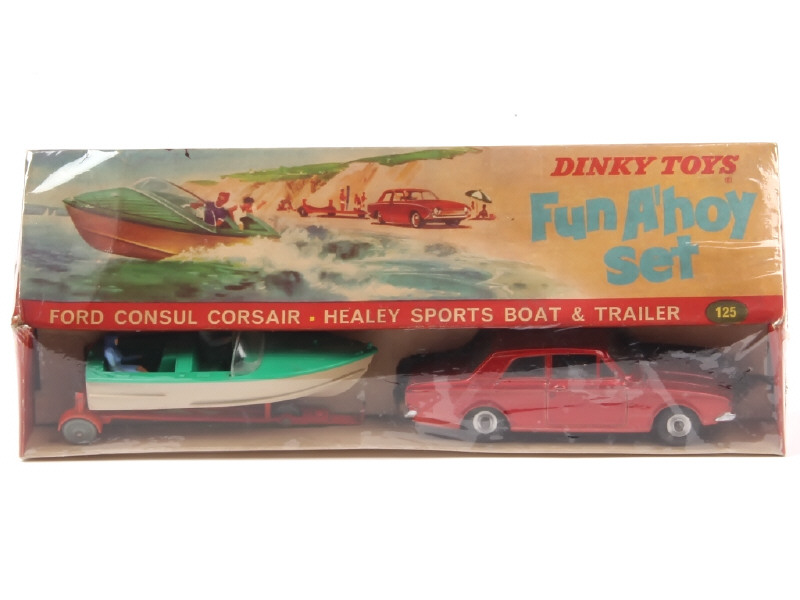 DINKY TOYS
®
Fun A'hoy
Set
FORD CONSUL CORSAIR • HEALEY SPORTS BOAT & TRAILER 125